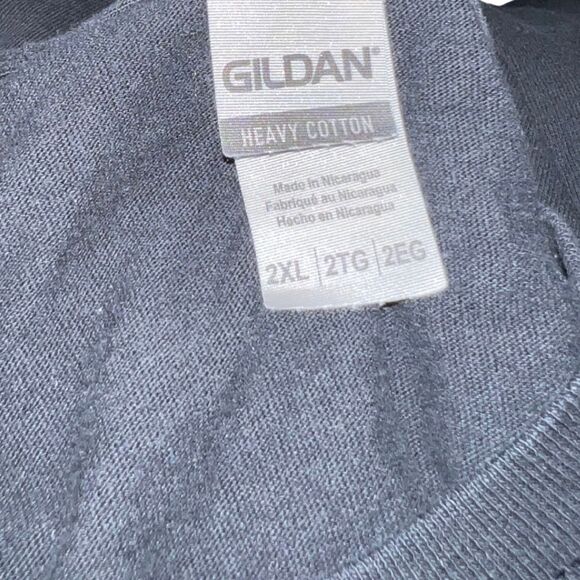 GILDAN®
HEAVY COTTON
Made in Nicaragua
Fabriqué au Nicaragua
Hecho en Nicaragua
2XL | 2TG | 2EG